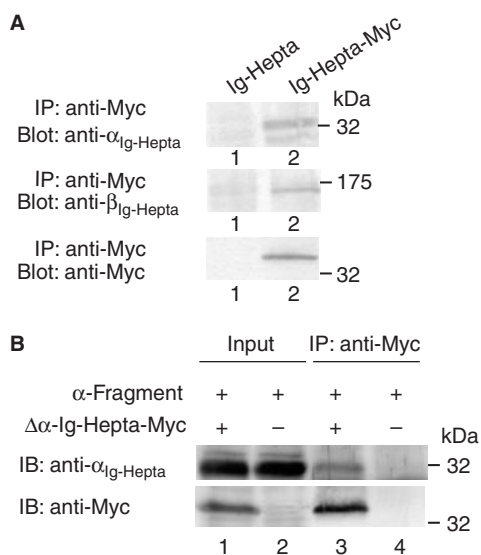 A
Ig-Hepta
Ig-Hepta-Myc
kDa
IP: anti-Myc
Blot: anti-αIg-Hepta
32
1 2
IP: anti-Myc
Blot: anti-βIg-Hepta
175
1 2
IP: anti-Myc
Blot: anti-Myc
32
1 2
B
Input IP: anti-Myc
α-Fragment + + + +
Δα-Ig-Hepta-Myc + − + −
kDa
IB: anti-αIg-Hepta 32
IB: anti-Myc 32
1 2 3 4